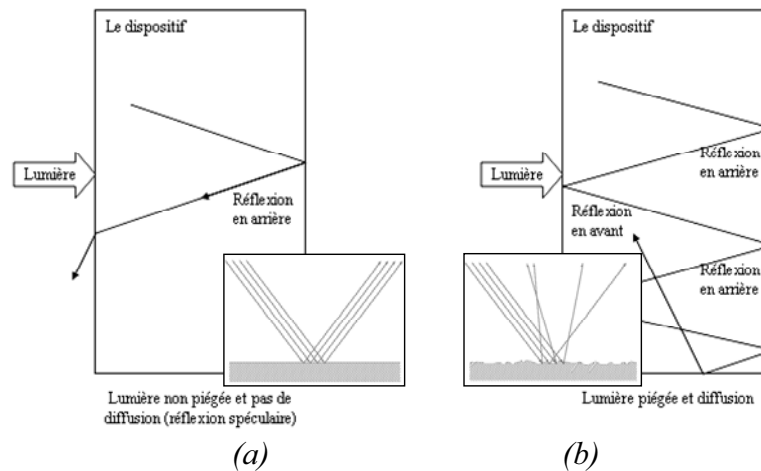 Le dispositif
Lumière
Réflexion
en arrière
Lumière non piégée et pas de
diffusion (réflexion spéculaire)
(a)
Le dispositif
Réflexion
en arrière
Lumière
Réflexion
en avant
Réflexion
en arrière
Lumière piégée et diffusion
(b)